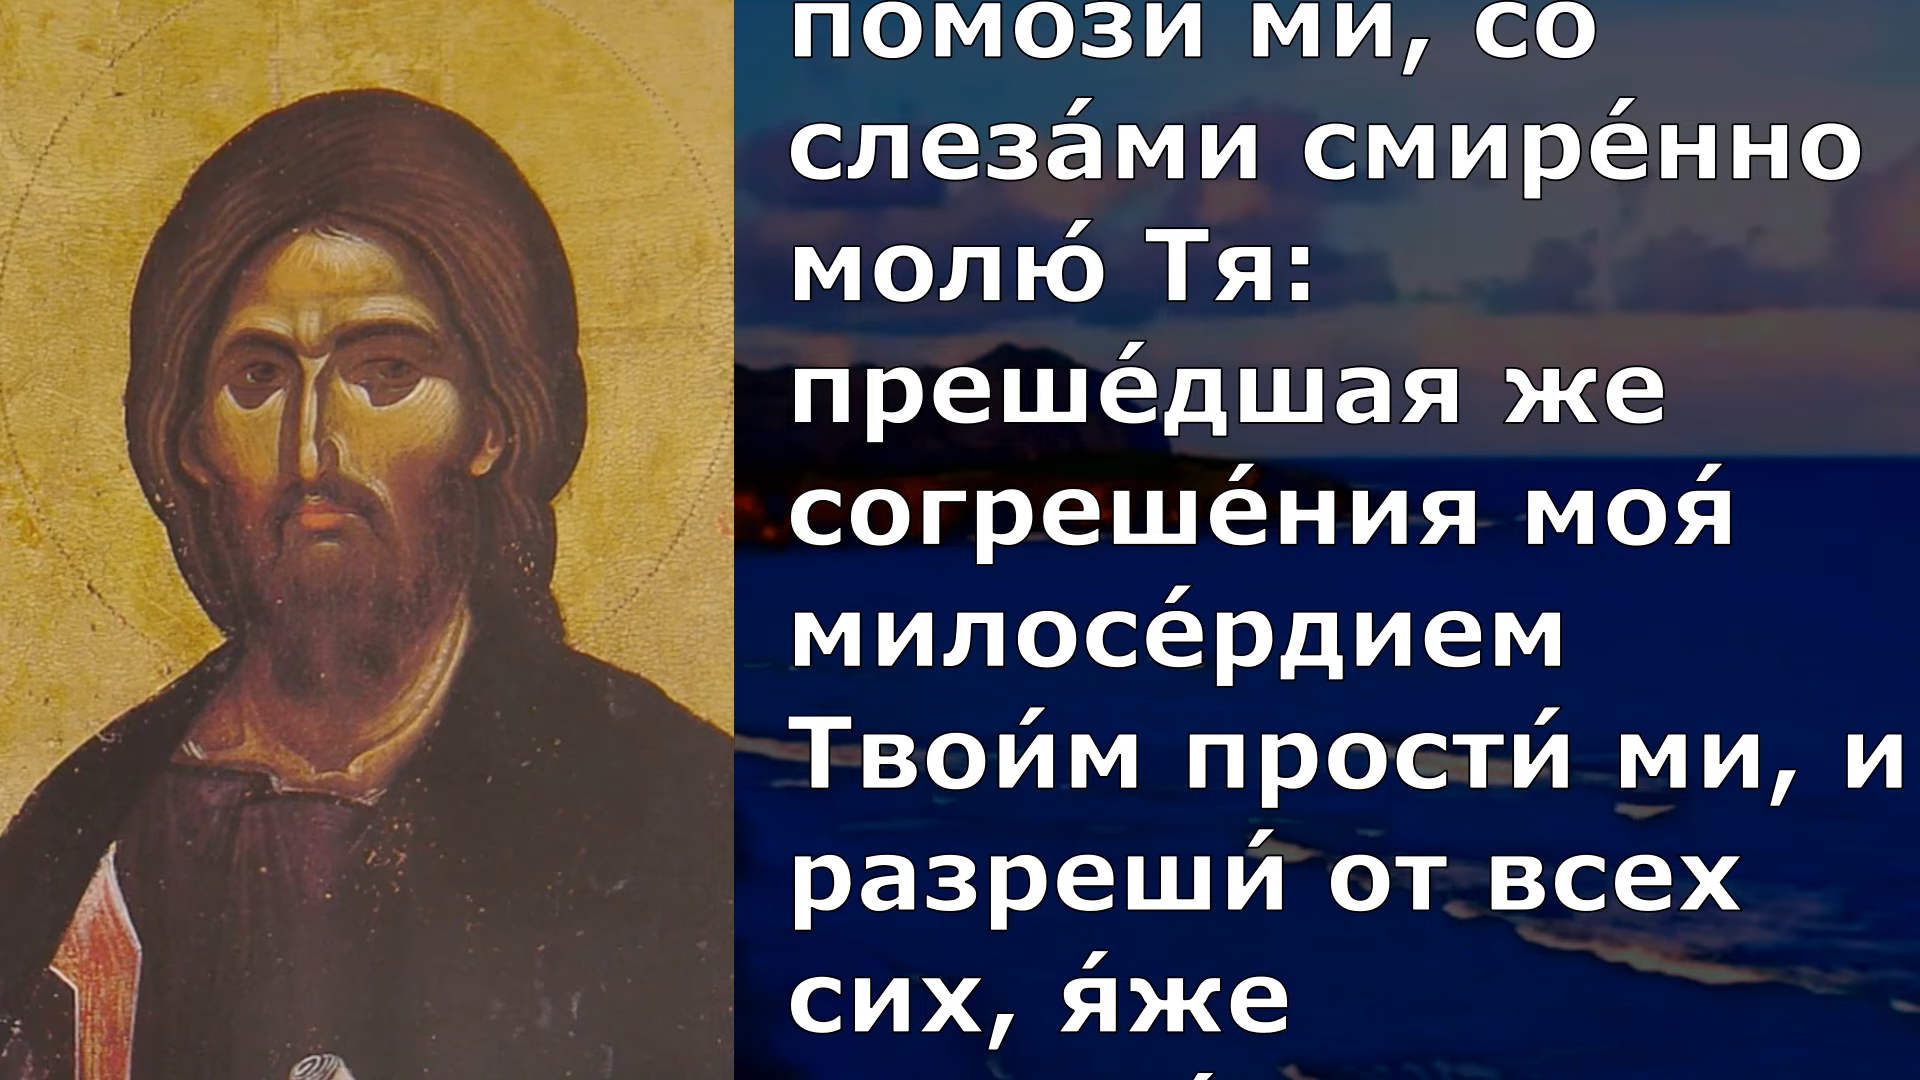 помози ми, со
слеза́ми смире́нно
молю́ Тя:
преше́дшая же
согреше́ния моя́
милосе́рдием
Твои́м прости́ ми, и
разреши́ от всех
сих, я́же